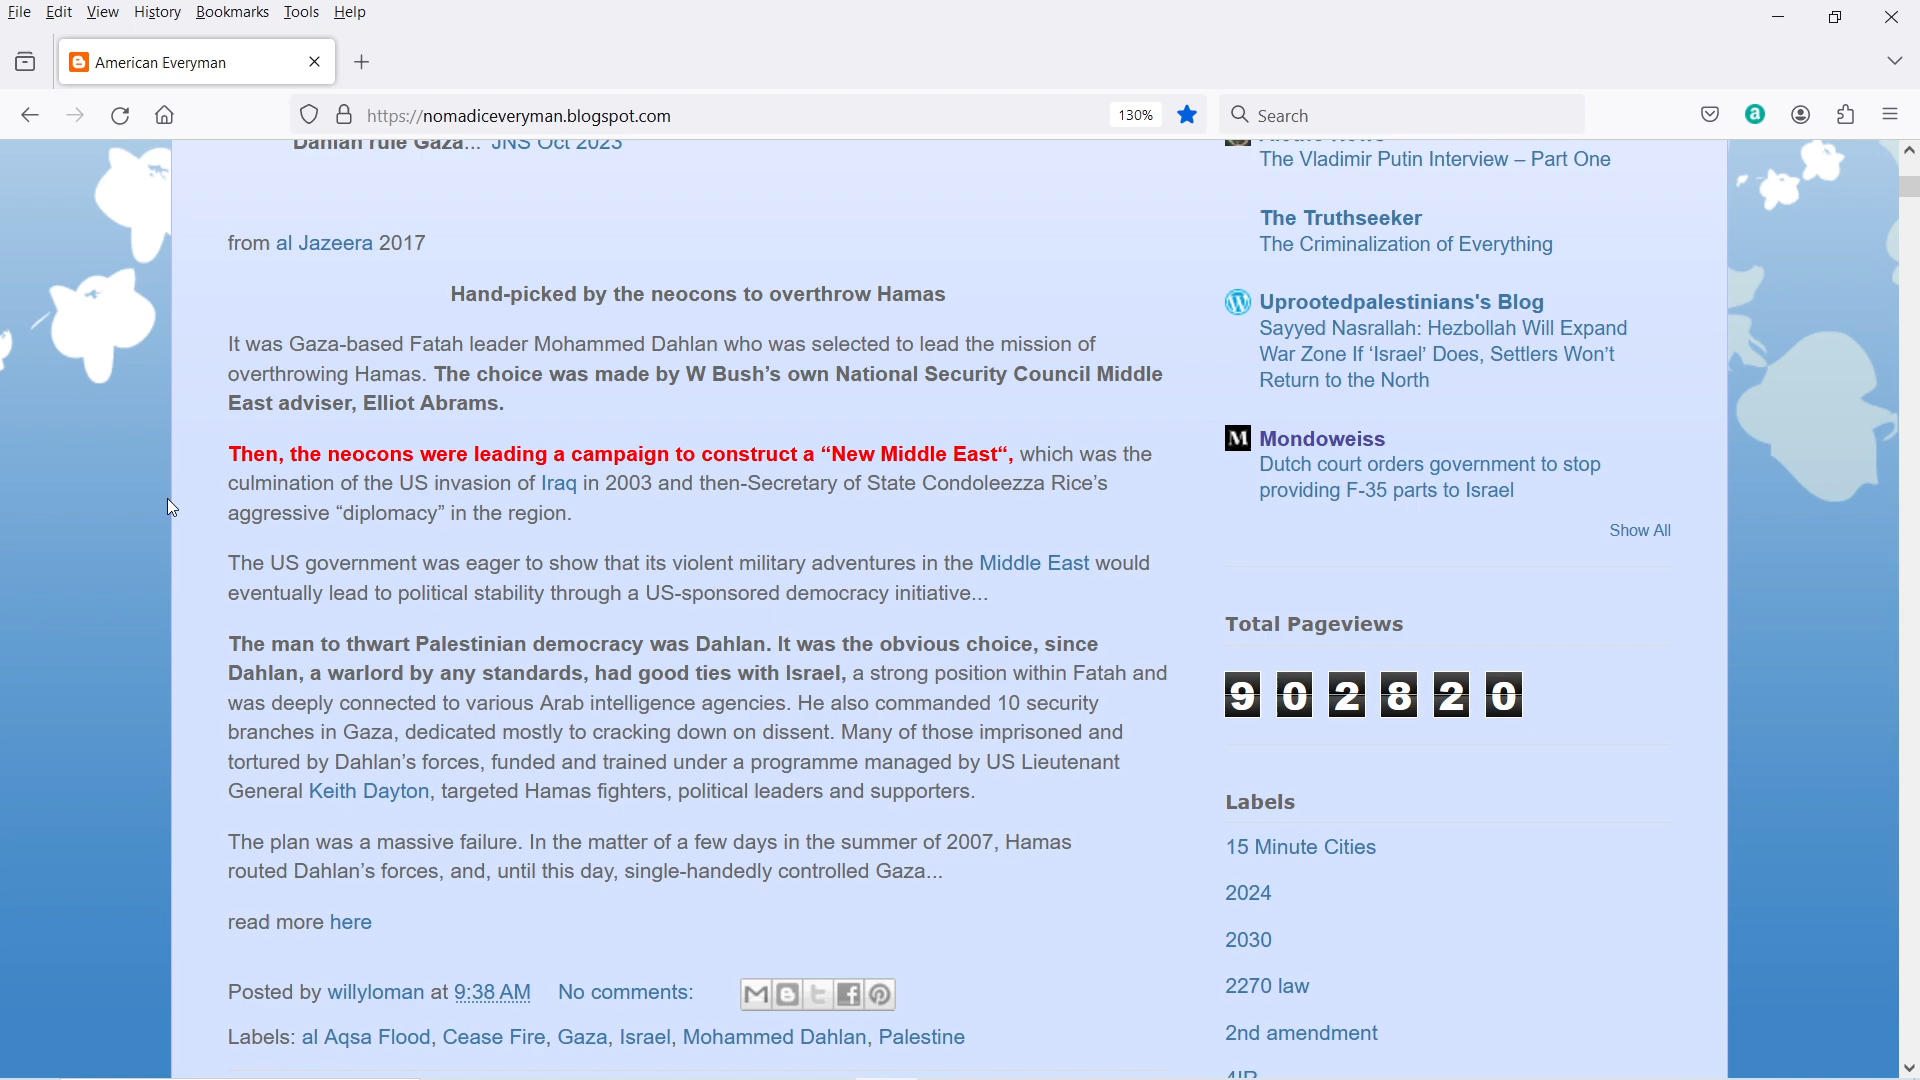 File Edit View History Bookmarks Tools Help
American Everyman
https://nomadiceveryman.blogspot.com
130%
Search
Dahlan rule Gaza... JNS Oct 2023
from al Jazeera 2017
Hand-picked by the neocons to overthrow Hamas
It was Gaza-based Fatah leader Mohammed Dahlan who was selected to lead the mission of
overthrowing Hamas. The choice was made by W Bush’s own National Security Council Middle
East adviser, Elliot Abrams.
Then, the neocons were leading a campaign to construct a “New Middle East“, which was the
culmination of the US invasion of Iraq in 2003 and then-Secretary of State Condoleezza Rice’s
aggressive “diplomacy” in the region.
The US government was eager to show that its violent military adventures in the Middle East would
eventually lead to political stability through a US-sponsored democracy initiative...
The man to thwart Palestinian democracy was Dahlan. It was the obvious choice, since
Dahlan, a warlord by any standards, had good ties with Israel, a strong position within Fatah and
was deeply connected to various Arab intelligence agencies. He also commanded 10 security
branches in Gaza, dedicated mostly to cracking down on dissent. Many of those imprisoned and
tortured by Dahlan’s forces, funded and trained under a programme managed by US Lieutenant
General Keith Dayton, targeted Hamas fighters, political leaders and supporters.
The plan was a massive failure. In the matter of a few days in the summer of 2007, Hamas
routed Dahlan’s forces, and, until this day, single-handedly controlled Gaza...
read more here
Posted by willyloman at 9:38 AM No comments:
Labels: al Aqsa Flood, Cease Fire, Gaza, Israel, Mohammed Dahlan, Palestine
The Vladimir Putin Interview – Part One
The Truthseeker
The Criminalization of Everything
Uprootedpalestinians's Blog
Sayyed Nasrallah: Hezbollah Will Expand
War Zone If ‘Israel’ Does, Settlers Won’t
Return to the North
M Mondoweiss
Dutch court orders government to stop
providing F-35 parts to Israel
Show All
Total Pageviews
902820
Labels
15 Minute Cities
2024
2030
2270 law
2nd amendment
4IR